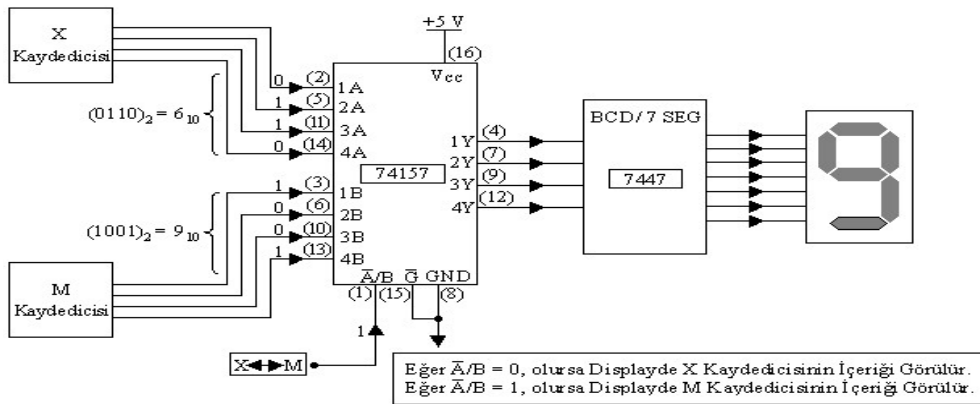 X
Kaydedicisi
(0110)₂ = 6₁₀
0 (2) 1A
1 (5) 2A
1 (11) 3A
0 (14) 4A
+5 V
(16)
Vcc
74157
1Y (4)
2Y (7)
3Y (9)
4Y (12)
BCD/7 SEG
7447
(1001)₂ = 9₁₀
1 (3) 1B
0 (6) 2B
0 (10) 3B
1 (13) 4B
M
Kaydedicisi
A̅/B G̅ GND
(1) (15) (8)
1
X M
Eğer A̅/B = 0, olursa Displayde X Kaydedicisinin İçeriği Görülür.
Eğer A̅/B = 1, olursa Displayde M Kaydedicisinin İçeriği Görülür.